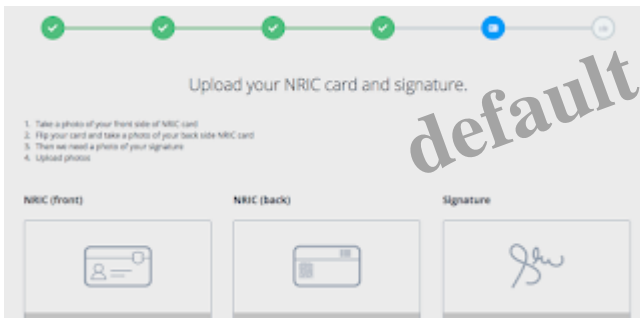 Upload your NRIC card and signature.
default
1. Take a photo of your front side of NRIC card
2. Flip your card and take a photo of your back side NRIC card
3. Then we need a photo of your signature
4. Upload photos
NRIC (front)
NRIC (back)
Signature